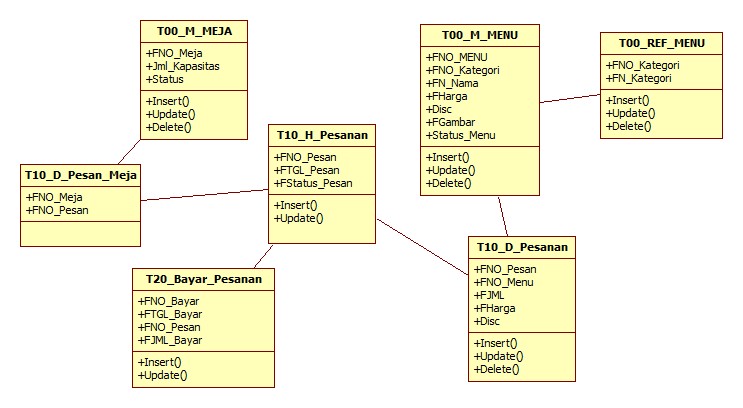 T00_M_MEJA
+FNO_Meja
+Jml_Kapasitas
+Status
+Insert()
+Update()
+Delete()
T00_M_MENU
+FNO_MENU
+FNO_Kategori
+FN_Nama
+FHarga
+Disc
+FGambar
+Status_Menu
+Insert()
+Update()
+Delete()
T00_REF_MENU
+FNO_Kategori
+FN_Kategori
+Insert()
+Update()
+Delete()
T10_H_Pesanan
+FNO_Pesan
+FTGL_Pesan
+FStatus_Pesan
+Insert()
+Update()
T10_D_Pesan_Meja
+FNO_Meja
+FNO_Pesan
T20_Bayar_Pesanan
+FNO_Bayar
+FTGL_Bayar
+FNO_Pesan
+FJML_Bayar
+Insert()
+Update()
T10_D_Pesanan
+FNO_Pesan
+FNO_Menu
+FJML
+FHarga
+Disc
+Insert()
+Update()
+Delete()